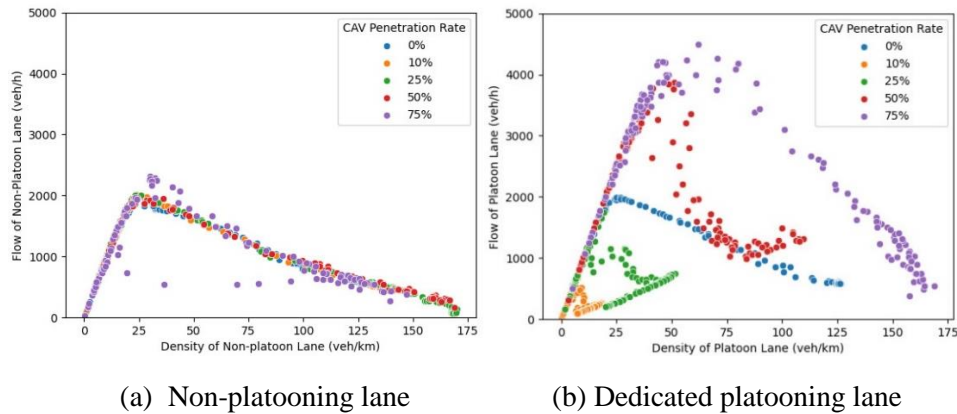 5000
4000
3000
2000
1000
0
Flow of Non-Platoon Lane (veh/h)
CAV Penetration Rate
0%
10%
25%
50%
75%
0 25 50 75 100 125 150 175
Density of Non-platoon Lane (veh/km)
5000
4000
3000
2000
1000
0
Flow of Platoon Lane (veh/h)
CAV Penetration Rate
0%
10%
25%
50%
75%
0 25 50 75 100 125 150 175
Density of Platoon Lane (veh/km)
(a) Non-platooning lane
(b) Dedicated platooning lane